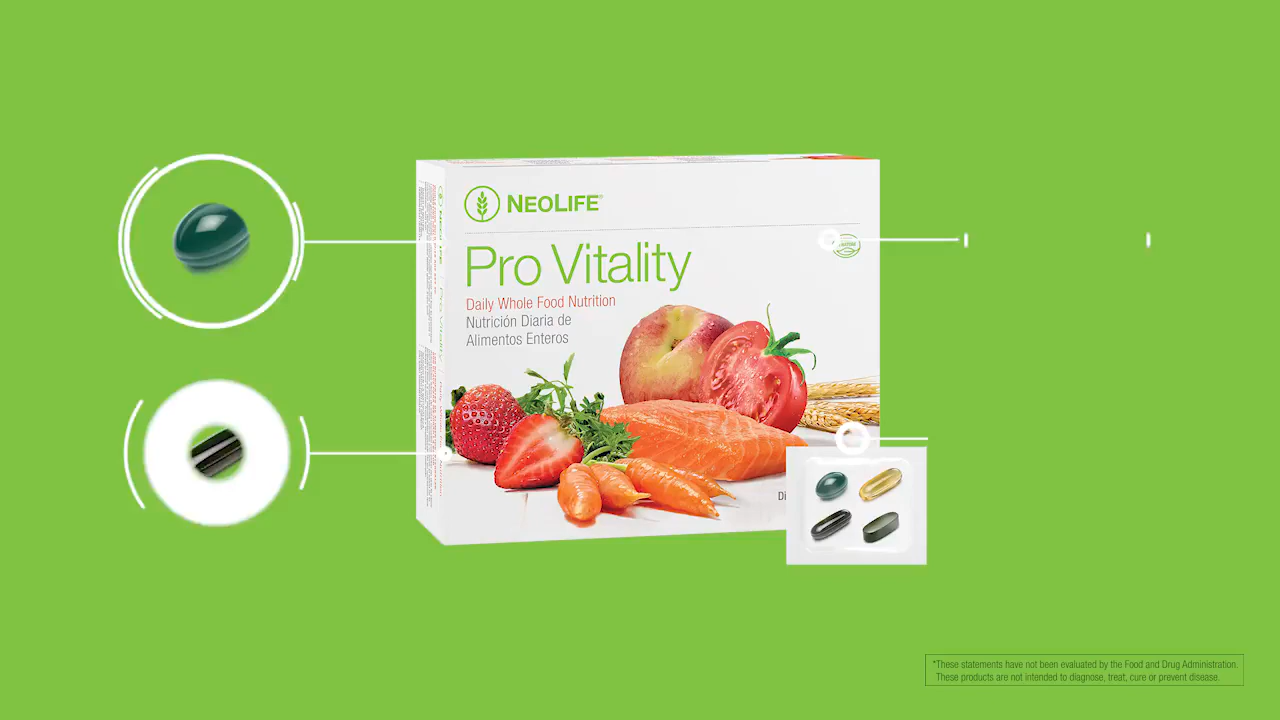 NEOLIFE
Pro Vitality
Daily Whole Food Nutrition
Nutrición Diaria de
Alimentos Enteros
Di
*These statements have not been evaluated by the Food and Drug Administration.
These products are not intended to diagnose, treat, cure or prevent disease.